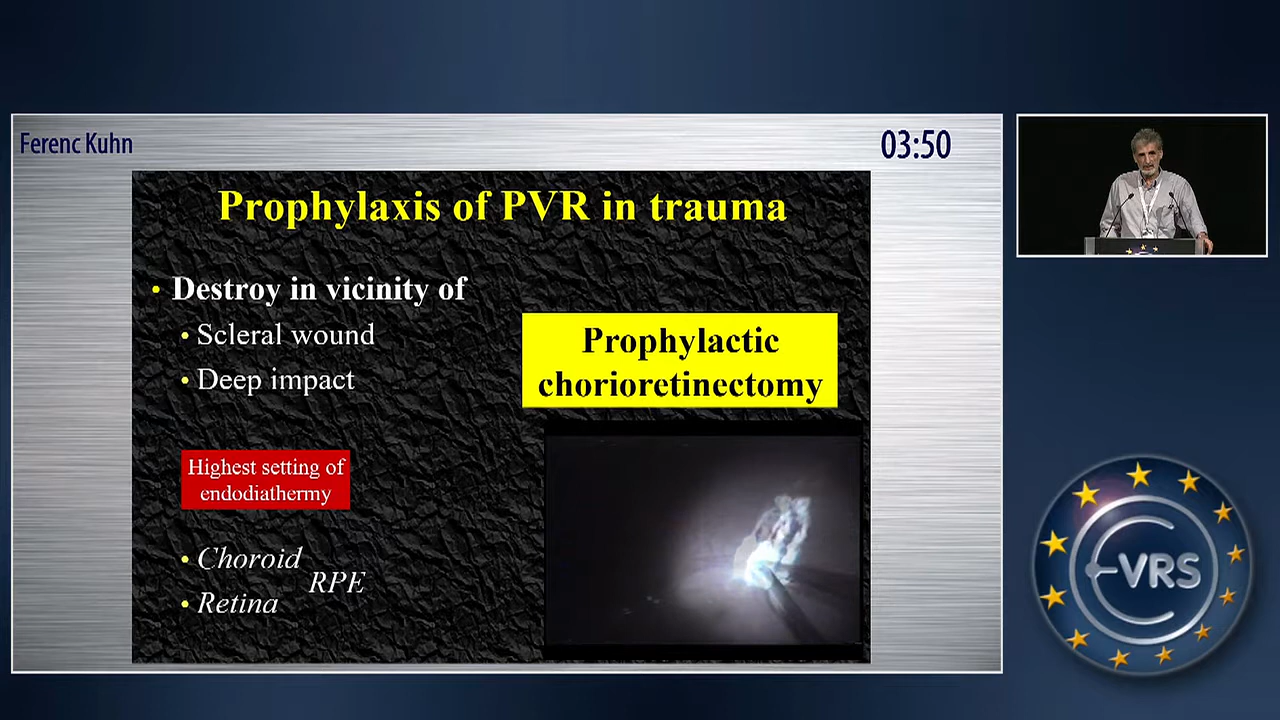 Ferenc Kuhn
03:50
Prophylaxis of PVR in trauma
• Destroy in vicinity of
• Scleral wound
• Deep impact
Prophylactic
chorioretinectomy
Highest setting of
endodiathermy
• Choroid
RPE
• Retina
EVRS